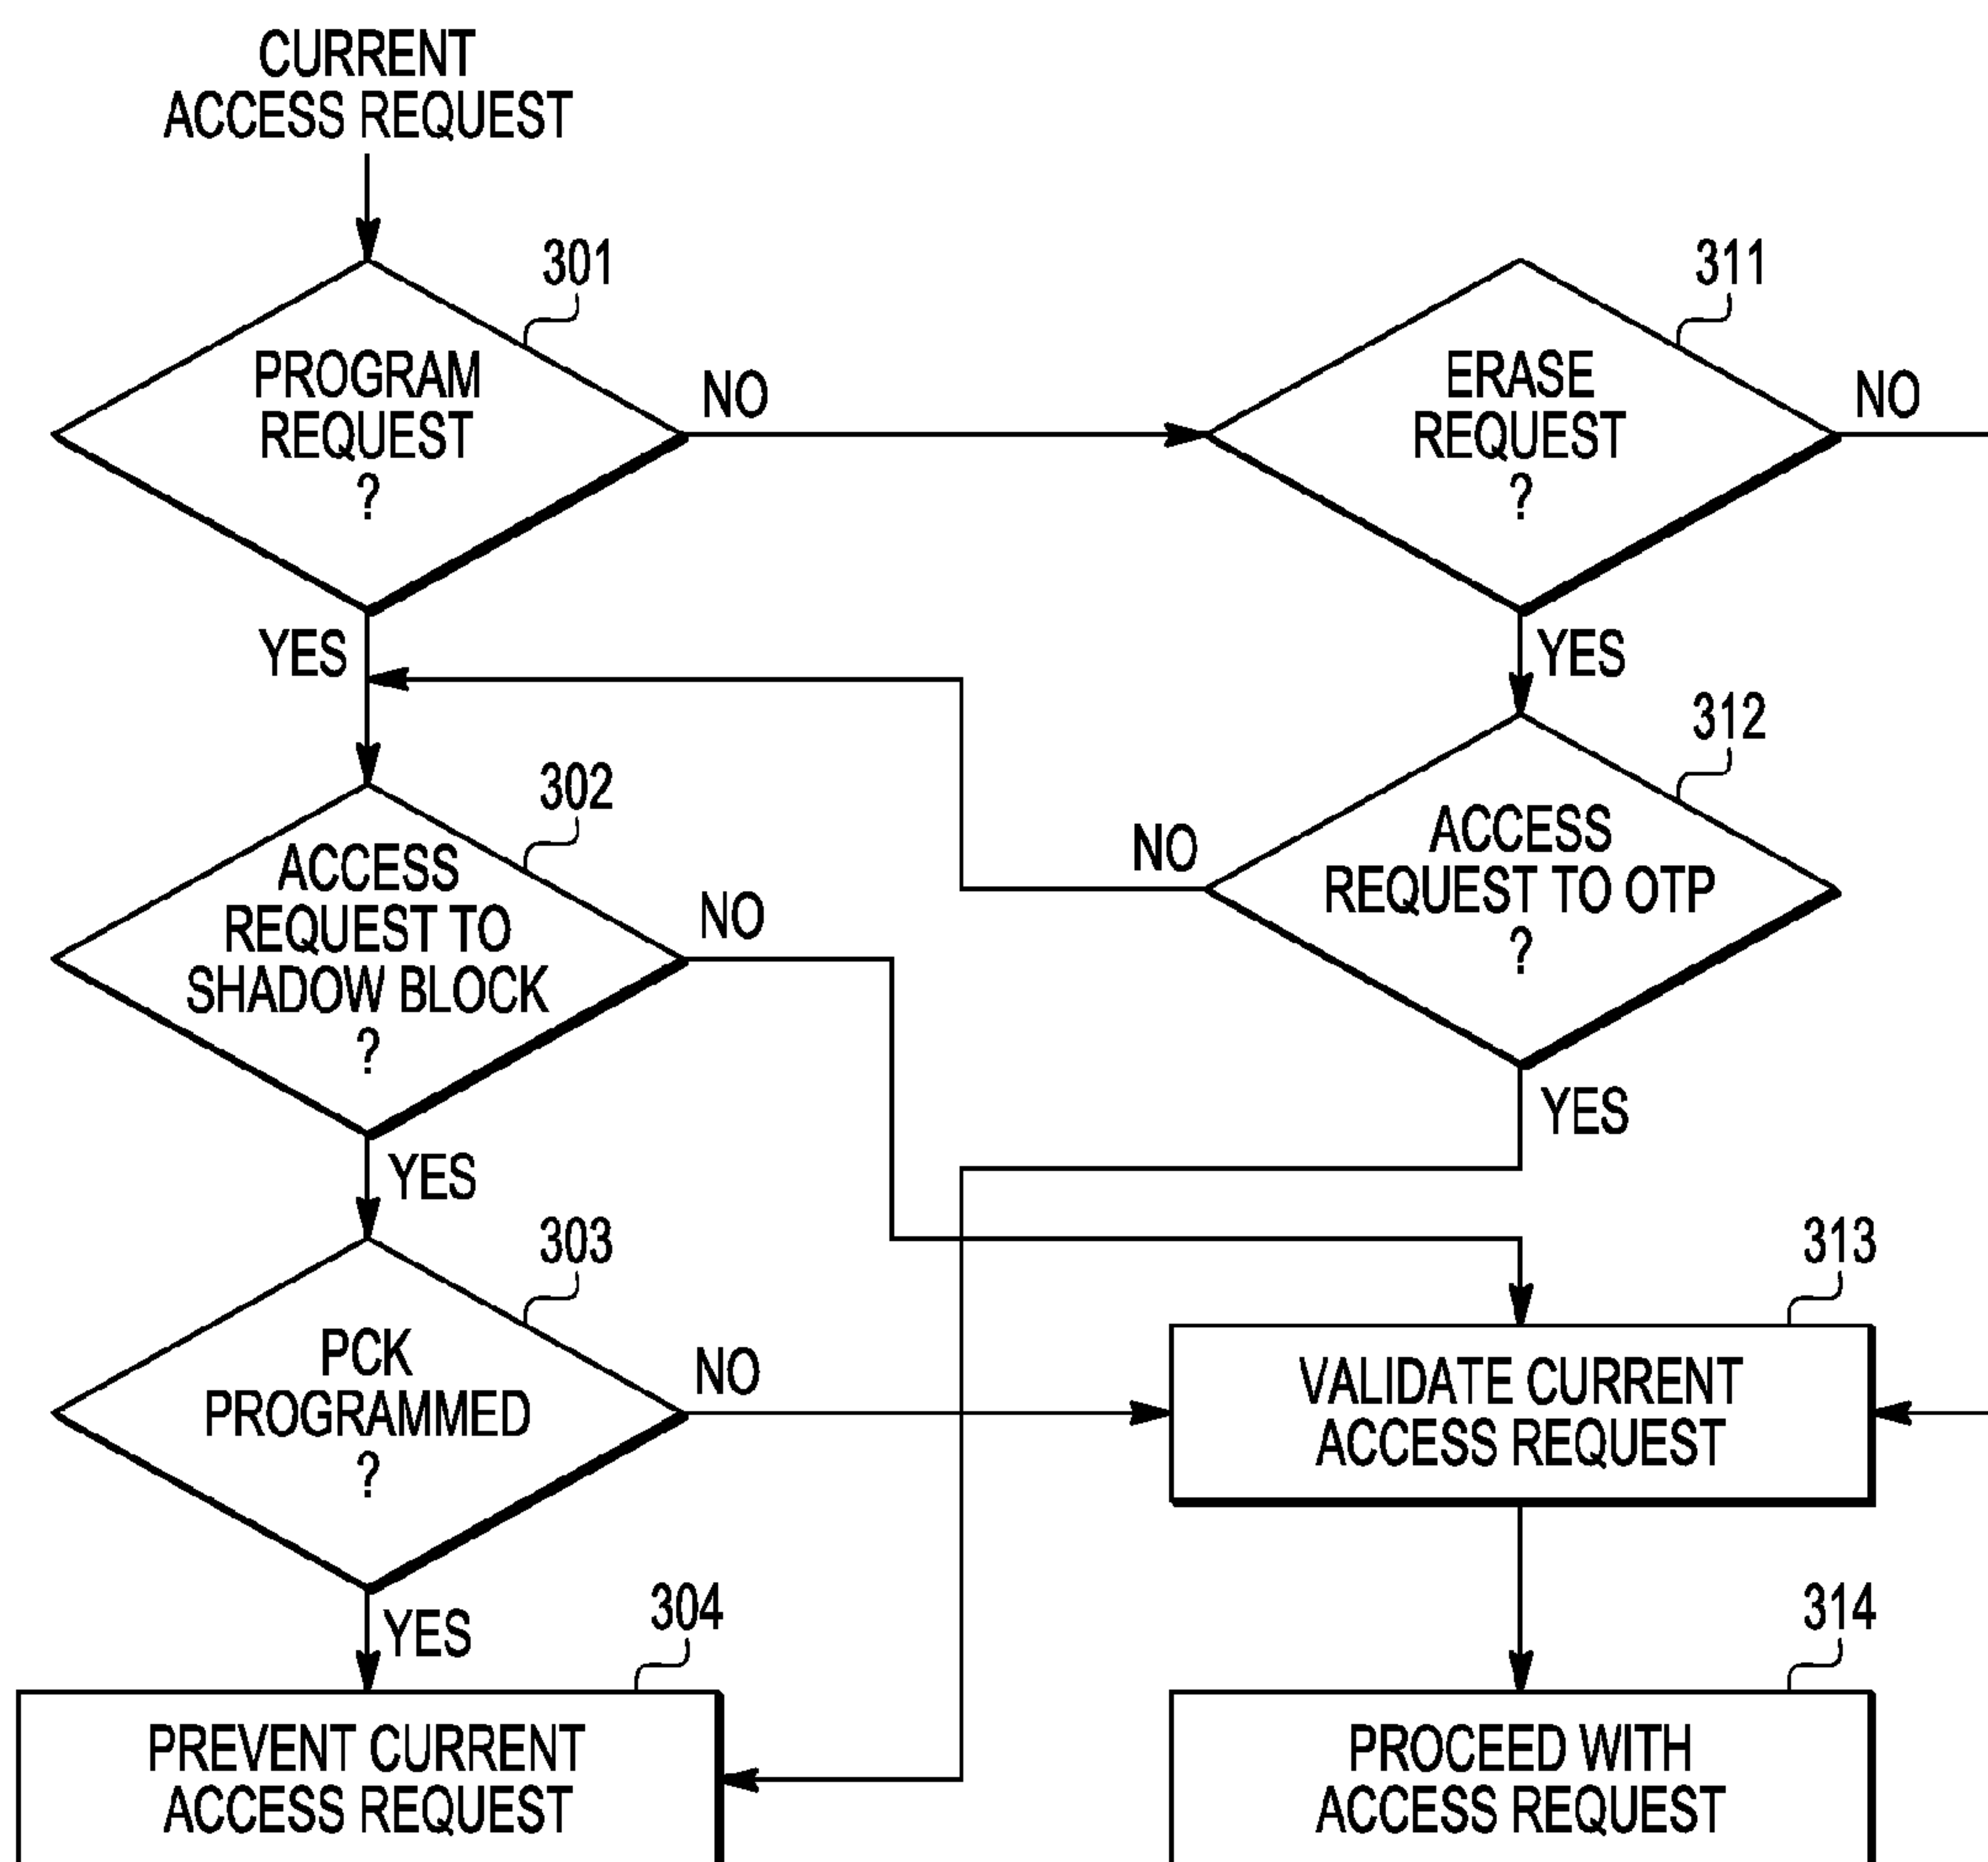 CURRENT
ACCESS REQUEST
301
PROGRAM
REQUEST
?
NO
YES
311
ERASE
REQUEST
?
NO
YES
302
ACCESS
REQUEST TO
SHADOW BLOCK
?
NO
YES
312
ACCESS
REQUEST TO OTP
?
NO
YES
303
PCK
PROGRAMMED
?
NO
YES
313
VALIDATE CURRENT
ACCESS REQUEST
304
PREVENT CURRENT
ACCESS REQUEST
314
PROCEED WITH
ACCESS REQUEST